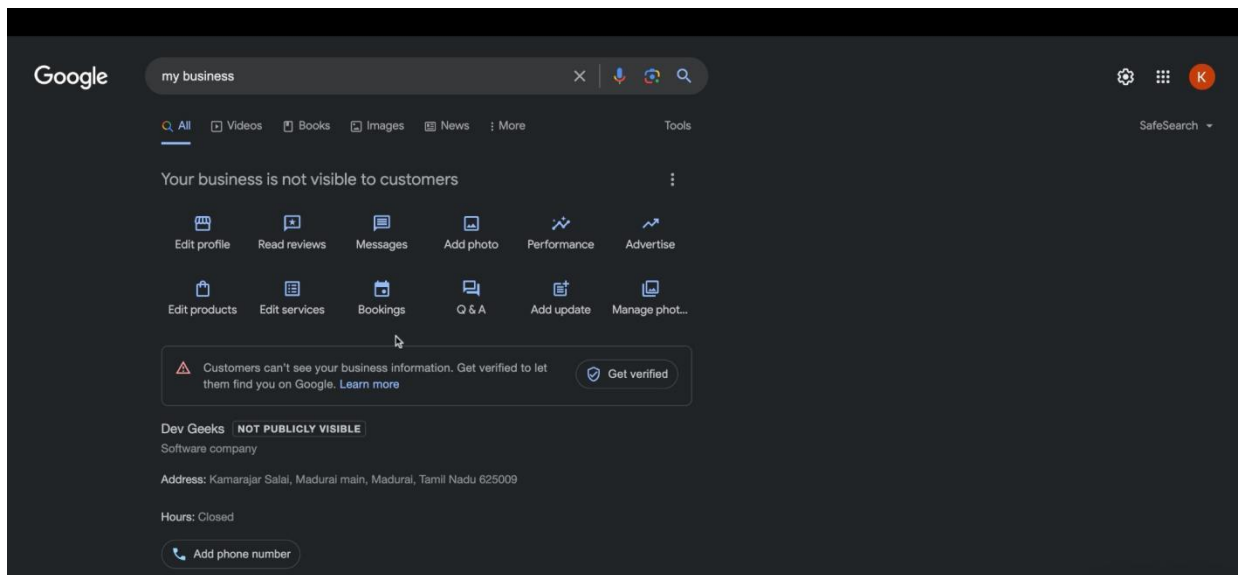 Google
my business
K
All Videos Books Images News : More Tools
SafeSearch
Your business is not visible to customers
Edit profile Read reviews Messages Add photo Performance Advertise
Edit products Edit services Bookings Q & A Add update Manage phot...
Customers can't see your business information. Get verified to let
them find you on Google. Learn more
Get verified
Dev Geeks NOT PUBLICLY VISIBLE
Software company
Address: Kamarajar Salai, Madurai main, Madurai, Tamil Nadu 625009
Hours: Closed
Add phone number